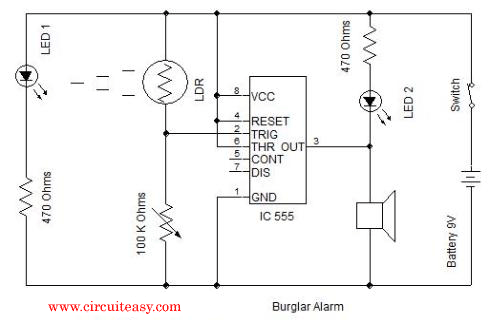 LED 1
470 Ohms
LDR
100 K Ohms
8 VCC
4 RESET
2 TRIG
6 THR OUT 3
5 CONT
7 DIS
1 GND
IC 555
470 Ohms
LED 2
Switch
Battery 9V
www.circuiteasy.com
Burglar Alarm